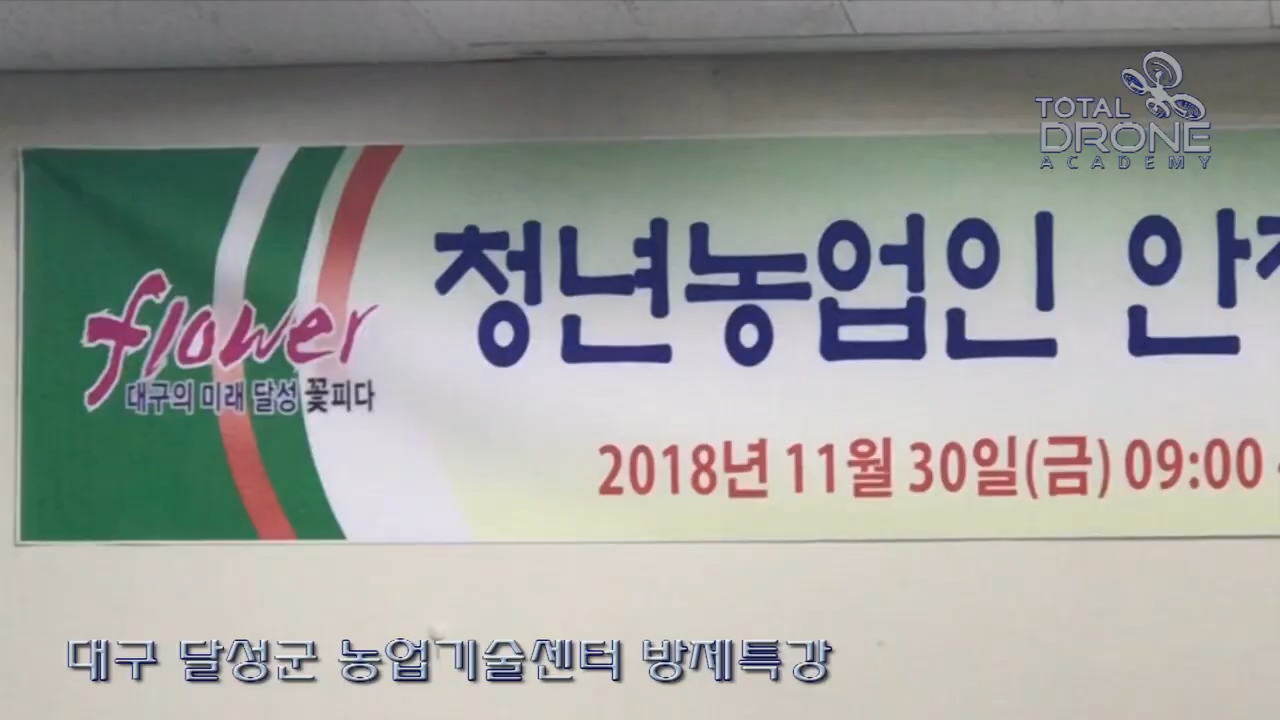 TOTAL
DRONE
ACADEMY
청년농업인 안
flower
대구의 미래 달성 꽃피다
2018년 11월 30일(금) 09:00
대구 달성군 농업기술센터 방제특강